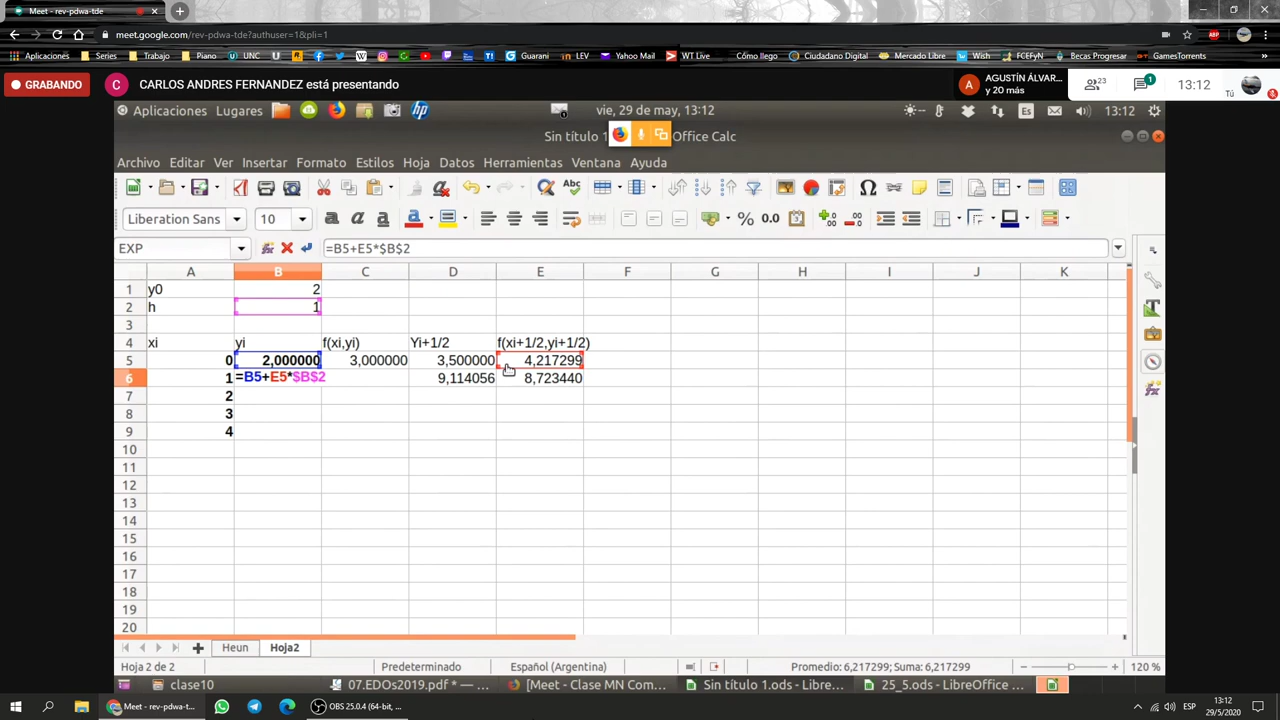 Meet - rev-pdwa-tde
meet.google.com/rev-pdwa-tde?authuser=1&pli=1
Aplicaciones Series Trabajo Piano UNC Guarani LEV Yahoo Mail WT Live Cómo llego Ciudadano Digital Mercado Libre Wish FCEFyN Becas Progresar GamesTorrents
GRABANDO C CARLOS ANDRES FERNANDEZ está presentando A AGUSTÍN ÁLVAR... y 20 más 23 1 13:12 Tú
Aplicaciones Lugares vie, 29 de may, 13:12 Es 13:12
Sin título 1 Office Calc
Archivo Editar Ver Insertar Formato Estilos Hoja Datos Herramientas Ventana Ayuda
Liberation Sans 10
EXP =B5+E5*$B$2
A B C D E F G H I J K
1 y0 2
2 h 1
3
4 xi yi f(xi,yi) Yi+1/2 f(xi+1/2,yi+1/2)
5 0 2,000000 3,000000 3,500000 4,217299
6 1 =B5+E5*$B$2 9,114056 8,723440
7 2
8 3
9 4
10
11
12
13
14
15
16
17
18
19
20
Heun Hoja2
Hoja 2 de 2 Predeterminado Español (Argentina) Promedio: 6,217299; Suma: 6,217299 120 %
clase10 07.EDOs2019.pdf * — ... [Meet - Clase MN Com... Sin título 1.ods - Libre... 25_5.ods - LibreOffice ...
Meet - rev-pdwa-t... OBS 25.0.4 (64-bit, ... ESP 13:12 29/5/2020